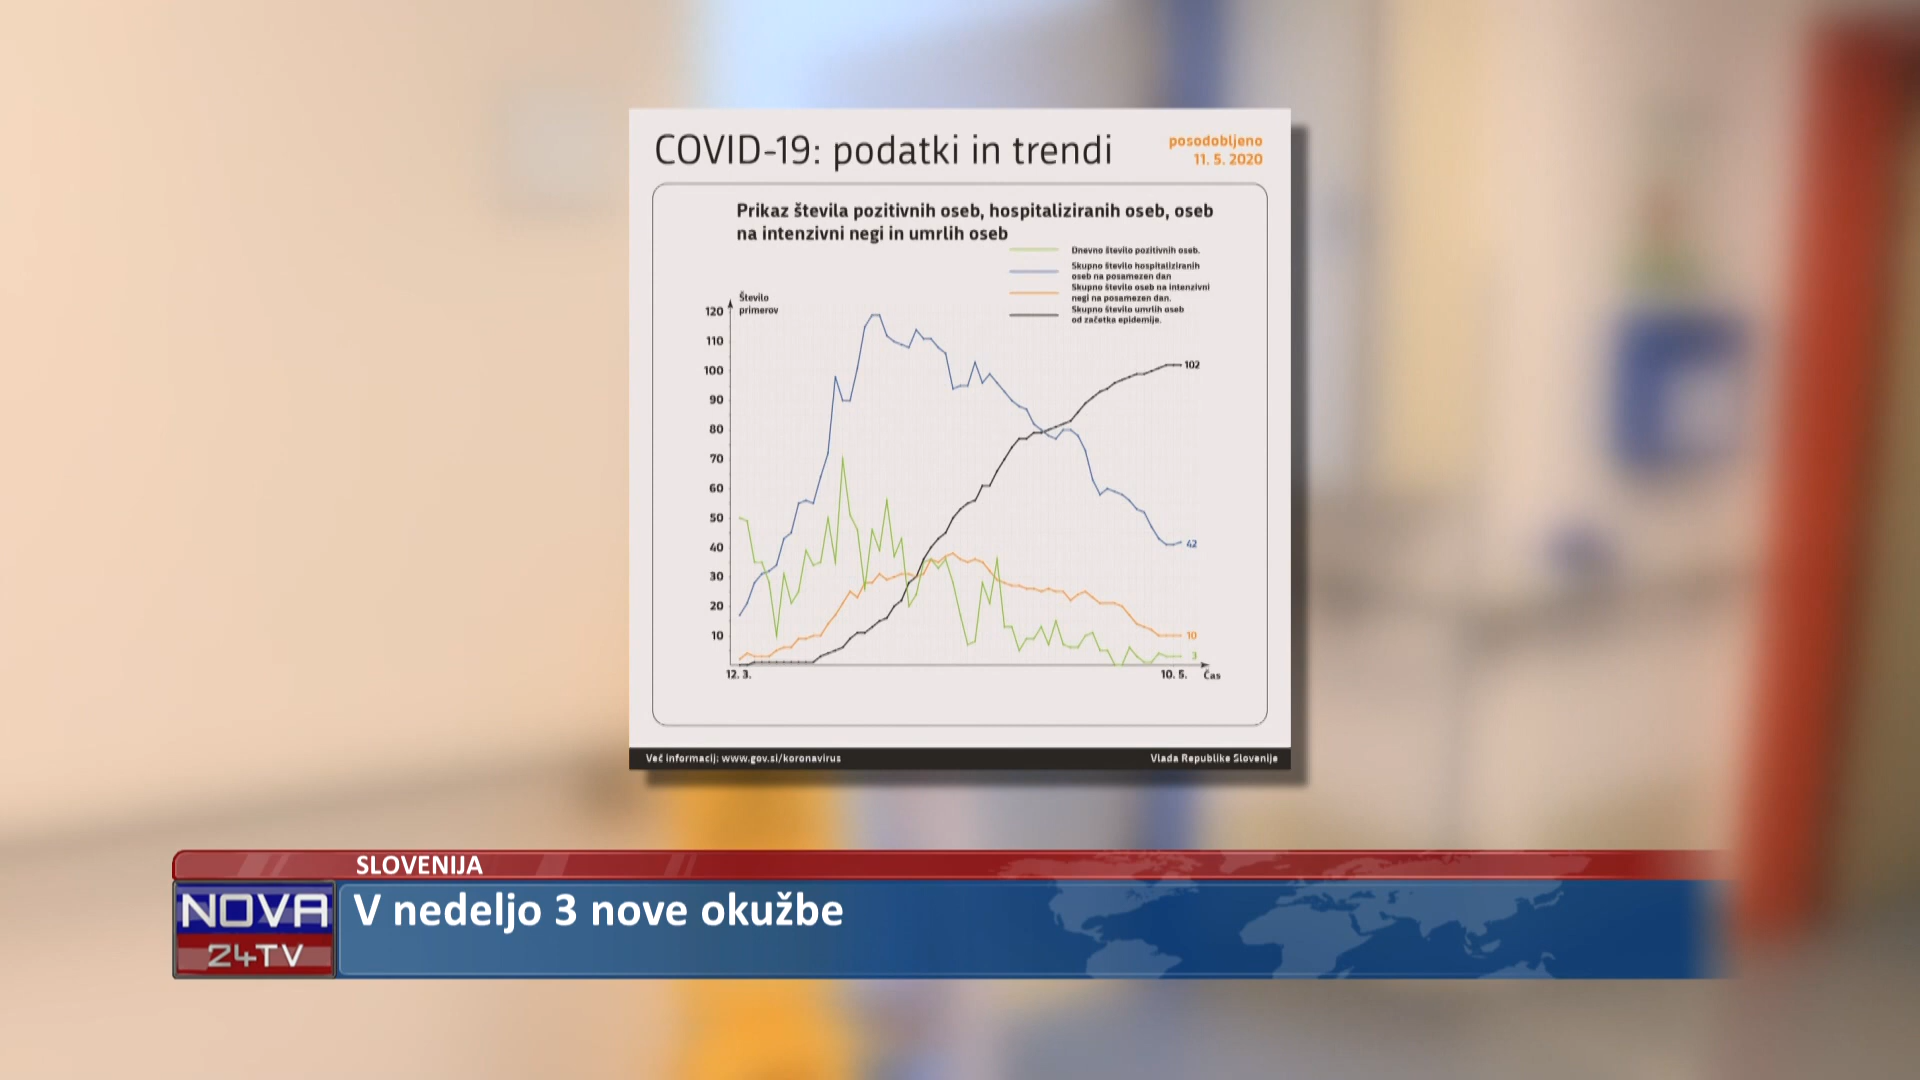 COVID-19: podatki in trendi
posodobljeno
11. 5. 2020
Prikaz števila pozitivnih oseb, hospitaliziranih oseb, oseb
na intenzivni negi in umrlih oseb
Dnevno število pozitivnih oseb.
Skupno število hospitaliziranih
oseb na posamezen dan
Skupno število oseb na intenzivni
negi na posamezen dan.
Skupno število umrlih oseb
od začetka epidemije.
Število
primerov
120
110
100
90
80
70
60
50
40
30
20
10
102
42
10
3
12. 3.
10. 5.
Čas
Več informacij: www.gov.si/koronavirus
Vlada Republike Slovenije
SLOVENIJA
NOVA
24TV
V nedeljo 3 nove okužbe